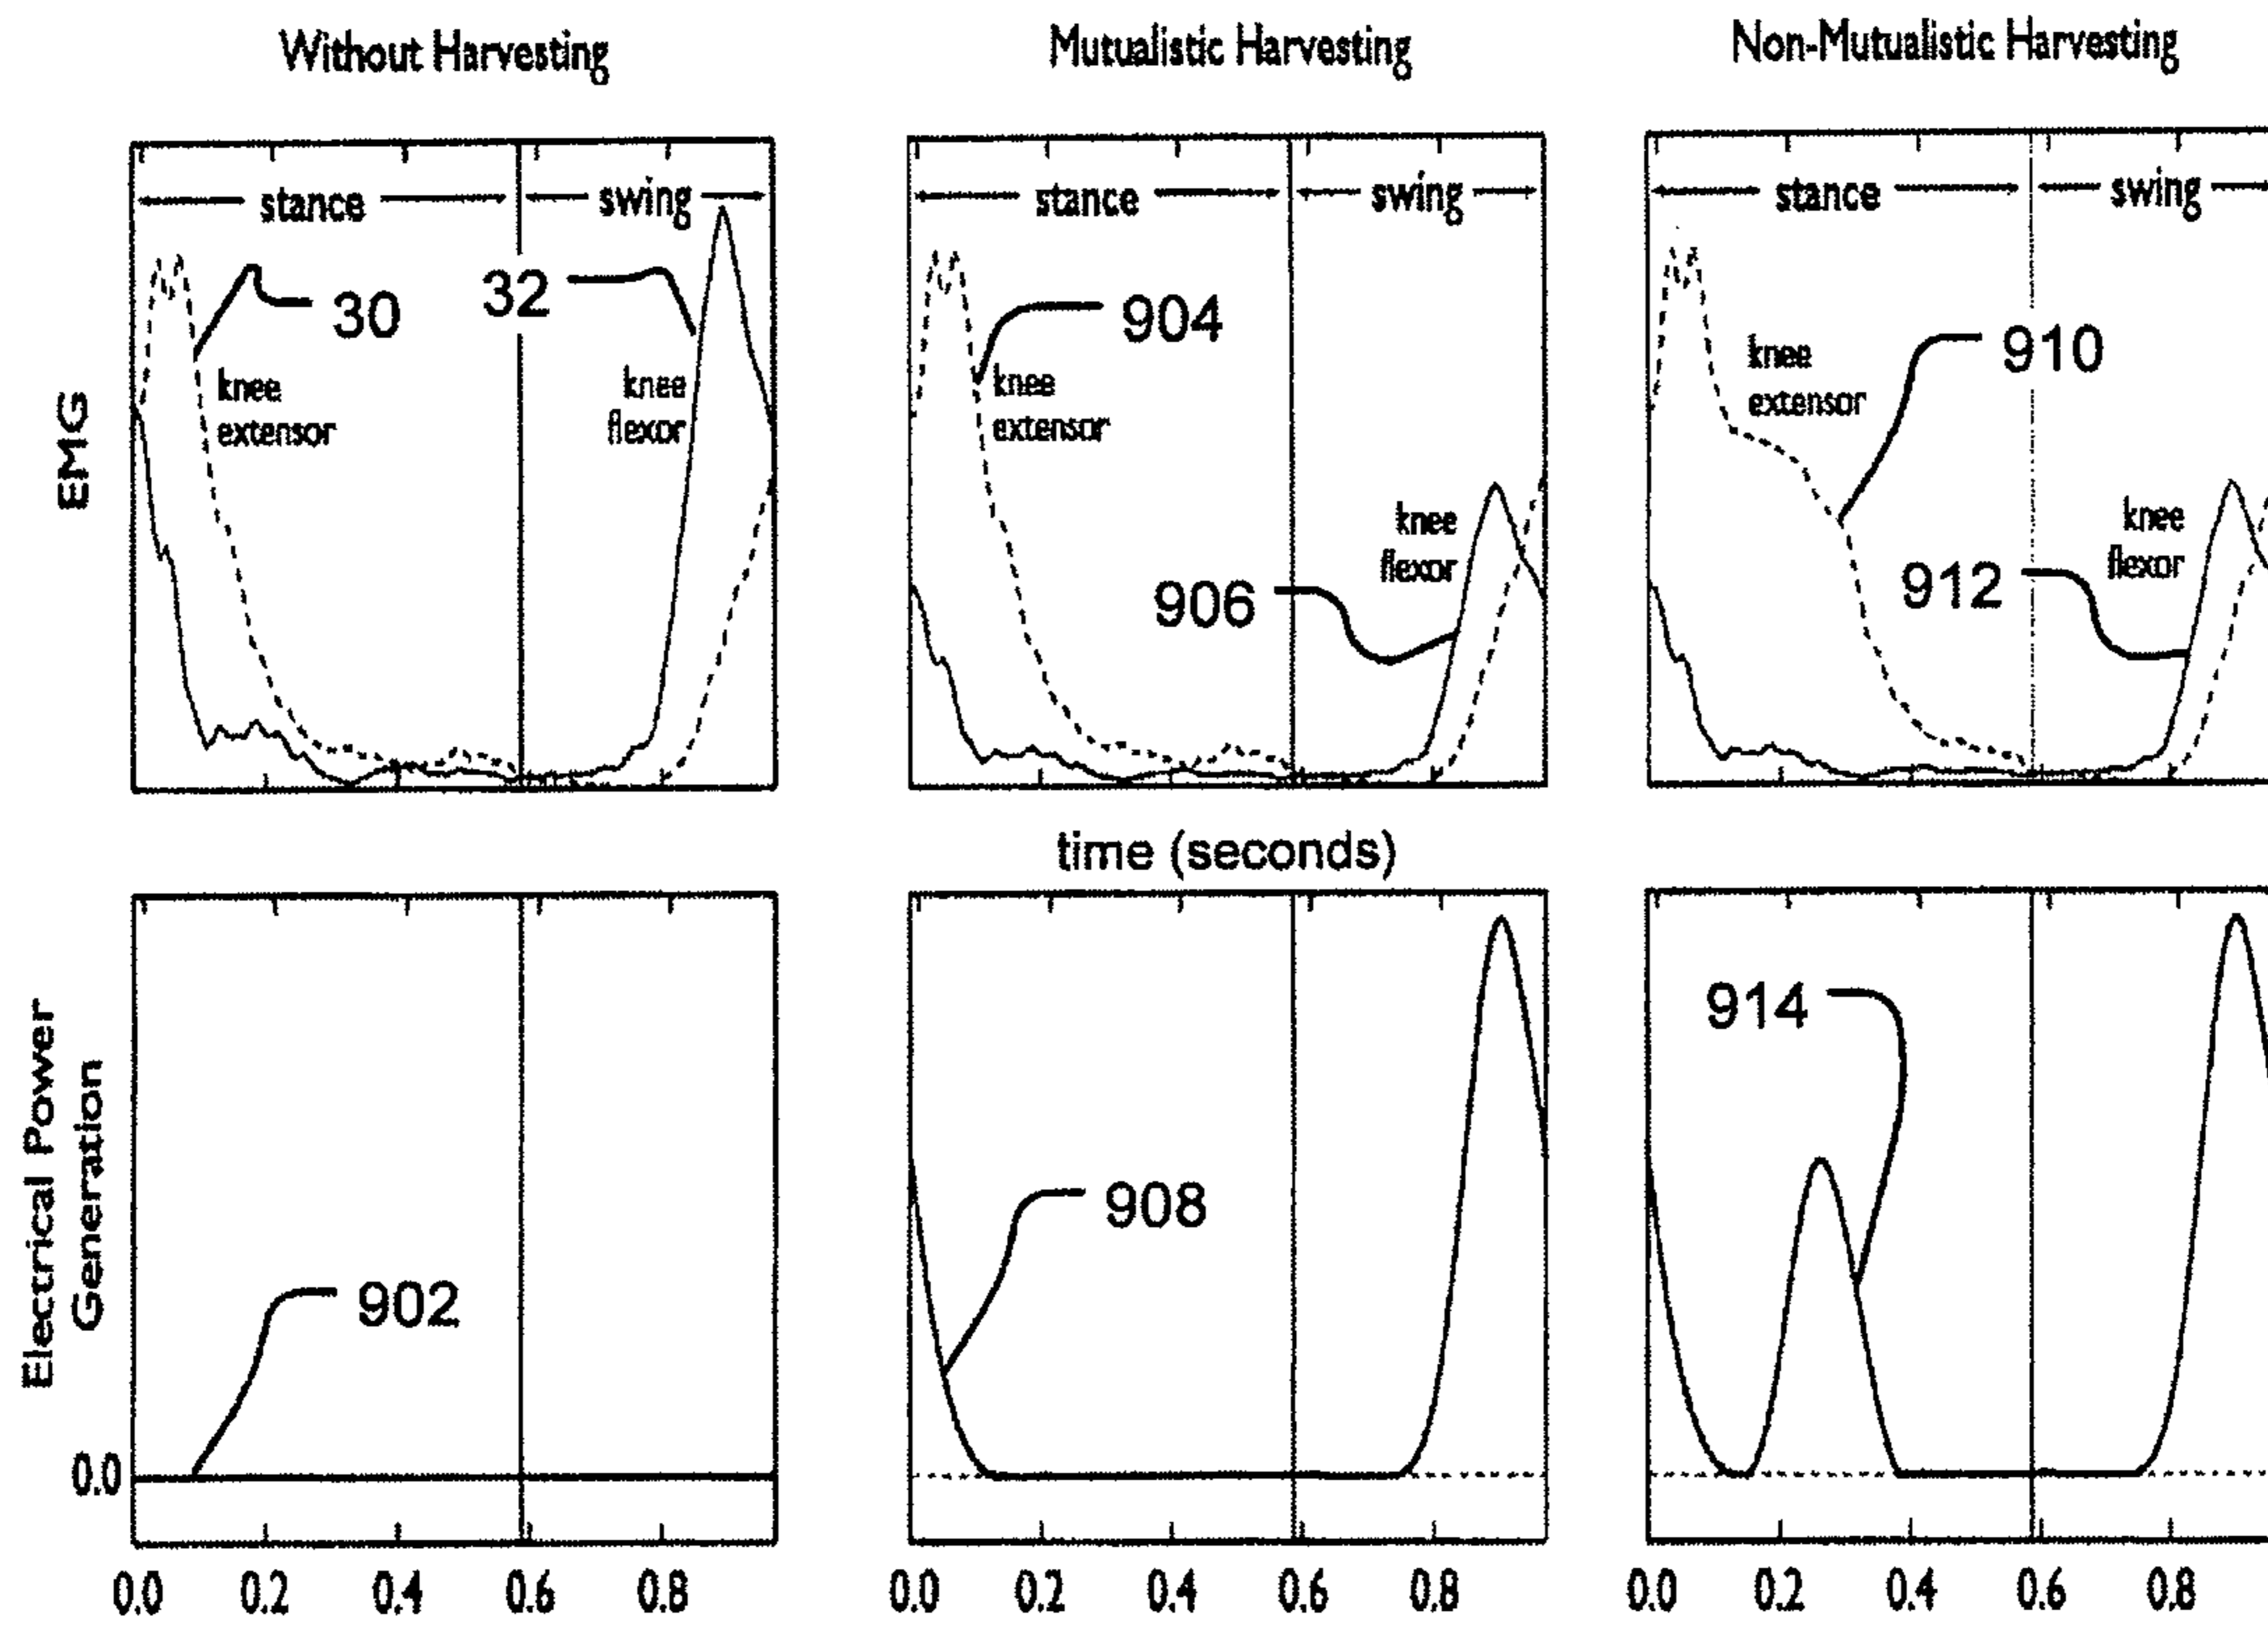 Without Harvesting
Mutualistic Harvesting
Non-Mutualistic Harvesting
EMG
stance
swing
30
32
knee
extensor
knee
flexor
stance
swing
904
knee
extensor
knee
flexor
906
stance
swing
knee
extensor
910
knee
flexor
912
time (seconds)
Electrical Power
Generation
0.0
902
908
914
0.0 0.2 0.4 0.6 0.8
0.0 0.2 0.4 0.6 0.8
0.0 0.2 0.4 0.6 0.8